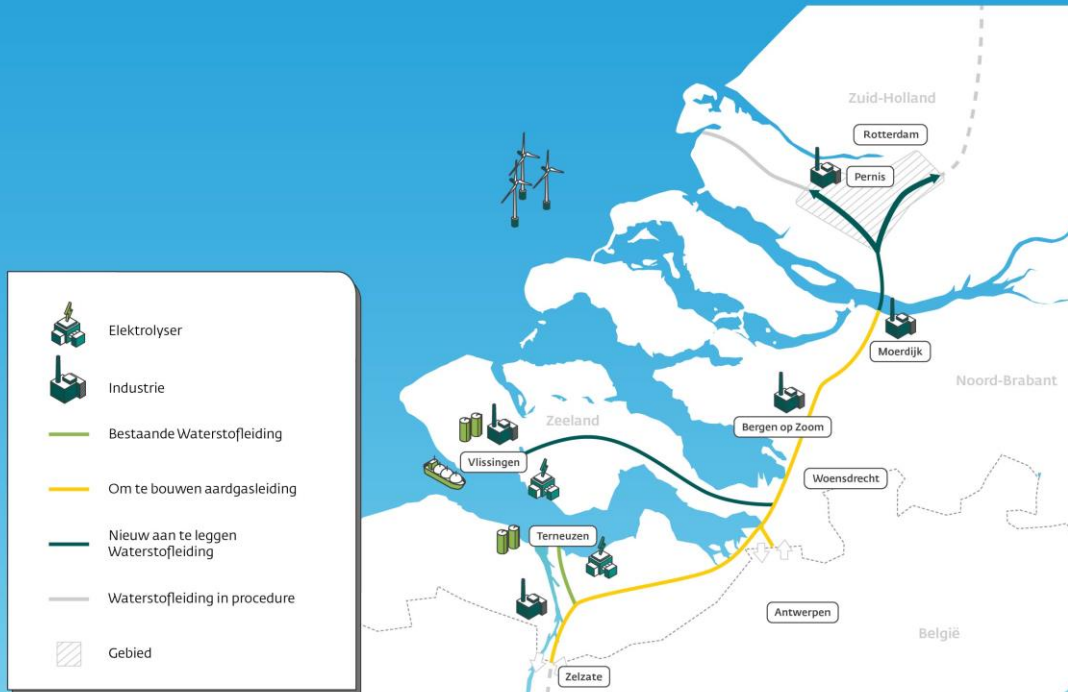 Zuid-Holland
Rotterdam
Pernis
Moerdijk
Noord-Brabant
Bergen op Zoom
Zeeland
Vlissingen
Woensdrecht
Terneuzen
Antwerpen
België
Zelzate
Elektrolyser
Industrie
Bestaande Waterstofleiding
Om te bouwen aardgasleiding
Nieuw aan te leggen
Waterstofleiding
Waterstofleiding in procedure
Gebied